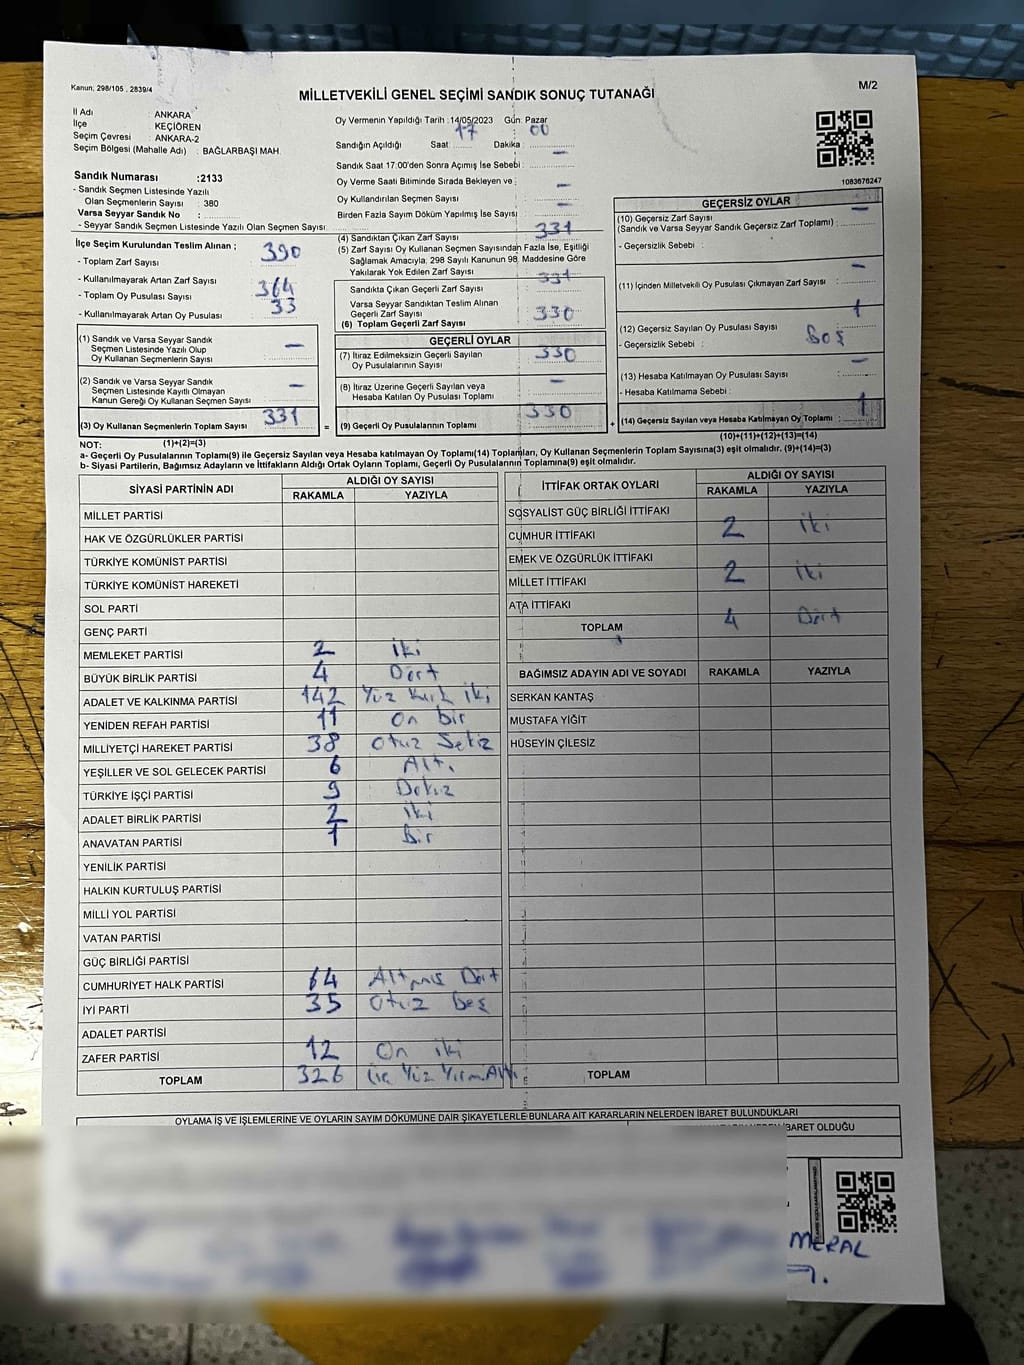 Kanun; 298/105 , 2839/4
M/2
MİLLETVEKİLİ GENEL SEÇİMİ SANDIK SONUÇ TUTANAĞI
İl Adı : ANKARA
İlçe : KEÇİÖREN
Seçim Çevresi : ANKARA-2
Seçim Bölgesi (Mahalle Adı) : BAĞLARBAŞI MAH.
Oy Vermenin Yapıldığı Tarih :14/05/2023 Gün: Pazar
Sandığın Açıldığı Saat: 17 Dakika: 00
Sandık Saat 17.00'den Sonra Açımış İse Sebebi : —
Oy Verme Saati Bitiminde Sırada Bekleyen ve
Oy Kullandırılan Seçmen Sayısı : —
Birden Fazla Sayım Döküm Yapılmış İse Sayısı —
1083676247
Sandık Numarası :2133
- Sandık Seçmen Listesinde Yazılı
Olan Seçmenlerin Sayısı : 380
Varsa Seyyar Sandık No :
- Seyyar Sandık Seçmen Listesinde Yazılı Olan Seçmen Sayısı
İlçe Seçim Kurulundan Teslim Alınan ;
- Toplam Zarf Sayısı : 390
- Kullanılmayarak Artan Zarf Sayısı
- Toplam Oy Pusulası Sayısı : 364
- Kullanılmayarak Artan Oy Pusulası : 33
(1) Sandık ve Varsa Seyyar Sandık
Seçmen Listesinde Yazılı Olup
Oy Kullanan Seçmenlerin Sayısı —
(2) Sandık ve Varsa Seyyar Sandık
Seçmen Listesinde Kayıtlı Olmayan
Kanun Gereği Oy Kullanan Seçmen Sayısı —
(3) Oy Kullanan Seçmenlerin Toplam Sayısı 331
(1)+(2)=(3)
(4) Sandıktan Çıkan Zarf Sayısı 331
(5) Zarf Sayısı Oy Kullanan Seçmen Sayısından Fazla İse, Eşitliği
Sağlamak Amacıyla, 298 Sayılı Kanunun 98. Maddesine Göre
Yakılarak Yok Edilen Zarf Sayısı
Sandıkta Çıkan Geçerli Zarf Sayısı 331
Varsa Seyyar Sandıktan Teslim Alınan
Geçerli Zarf Sayısı
(6) Toplam Geçerli Zarf Sayısı 330
GEÇERLİ OYLAR
(7) İtiraz Edilmeksizin Geçerli Sayılan
Oy Pusulalarının Sayısı 330
(8) İtiraz Üzerine Geçerli Sayılan veya
Hesaba Katılan Oy Pusulası Toplamı —
= (9) Geçerli Oy Pusulalarının Toplamı 330
GEÇERSİZ OYLAR
(10) Geçersiz Zarf Sayısı
(Sandık ve Varsa Seyyar Sandık Geçersiz Zarf Toplamı) : —
- Geçersizlik Sebebi :
(11) İçinden Milletvekili Oy Pusulası Çıkmayan Zarf Sayısı : —
(12) Geçersiz Sayılan Oy Pusulası Sayısı : 1
- Geçersizlik Sebebi : Boş
(13) Hesaba Katılmayan Oy Pusulası Sayısı : —
- Hesaba Katılmama Sebebi :
+ (14) Geçersiz Sayılan veya Hesaba Katılmayan Oy Toplamı : 1
(10)+(11)+(12)+(13)=(14)
NOT:
a- Geçerli Oy Pusulalarının Toplamı(9) ile Geçersiz Sayılan veya Hesaba katılmayan Oy Toplamı(14) Toplamları, Oy Kullanan Seçmenlerin Toplam Sayısına(3) eşit olmalıdır. (9)+(14)=(3)
b- Siyasi Partilerin, Bağımsız Adayların ve İttifakların Aldığı Ortak Oyların Toplamı, Geçerli Oy Pusulalarının Toplamına(9) eşit olmalıdır.
SİYASİ PARTİNİN ADI ALDIĞI OY SAYISI
RAKAMLA YAZIYLA
MİLLET PARTİSİ
HAK VE ÖZGÜRLÜKLER PARTİSİ
TÜRKİYE KOMÜNİST PARTİSİ
TÜRKİYE KOMÜNİST HAREKETİ
SOL PARTİ
GENÇ PARTİ
MEMLEKET PARTİSİ 2 iki
BÜYÜK BİRLİK PARTİSİ 4 Dört
ADALET VE KALKINMA PARTİSİ 142 Yüz kırk iki
YENİDEN REFAH PARTİSİ 11 on bir
MİLLİYETÇİ HAREKET PARTİSİ 38 otuz Sekiz
YEŞİLLER VE SOL GELECEK PARTİSİ 6 Altı
TÜRKİYE İŞÇİ PARTİSİ 9 Dokuz
ADALET BİRLİK PARTİSİ 2 iki
ANAVATAN PARTİSİ 1 Bir
YENİLİK PARTİSİ
HALKIN KURTULUŞ PARTİSİ
MİLLİ YOL PARTİSİ
VATAN PARTİSİ
GÜÇ BİRLİĞİ PARTİSİ
CUMHURİYET HALK PARTİSİ 64 Altmış Dört
İYİ PARTİ 35 otuz beş
ADALET PARTİSİ
ZAFER PARTİSİ 12 On iki
TOPLAM 326 Üç Yüz Yirmi Altı
İTTİFAK ORTAK OYLARI ALDIĞI OY SAYISI
RAKAMLA YAZIYLA
SOSYALİST GÜÇ BİRLİĞİ İTTİFAKI
CUMHUR İTTİFAKI 2 iki
EMEK VE ÖZGÜRLÜK İTTİFAKI
MİLLET İTTİFAKI 2 iki
ATA İTTİFAKI
TOPLAM 4 Dört
BAĞIMSIZ ADAYIN ADI VE SOYADI RAKAMLA YAZIYLA
SERKAN KANTAŞ
MUSTAFA YİĞİT
HÜSEYİN ÇİLESİZ
TOPLAM
OYLAMA İŞ VE İŞLEMLERİNE VE OYLARIN SAYIM DÖKÜMÜNE DAİR ŞİKAYETLERLE BUNLARA AİT KARARLARIN NELERDEN İBARET BULUNDUKLARI
İBARET OLDUĞU
MERAL